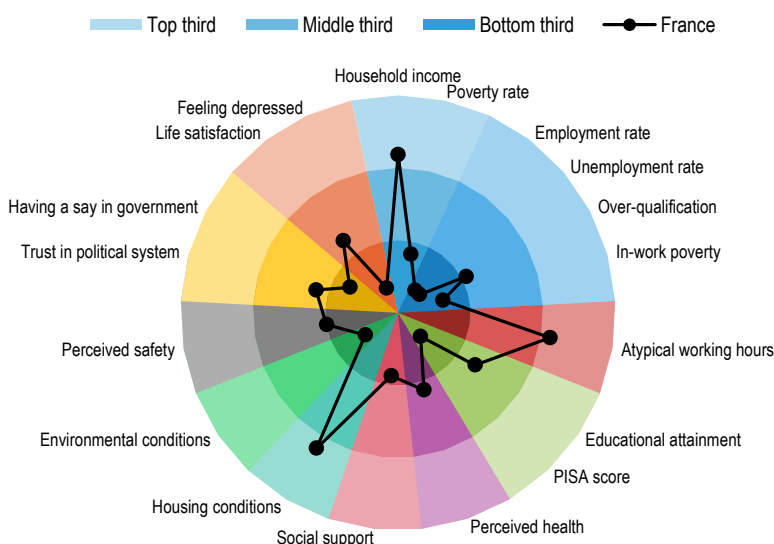 Top third
Middle third
Bottom third
France
Household income
Poverty rate
Employment rate
Unemployment rate
Over-qualification
In-work poverty
Atypical working hours
Educational attainment
PISA score
Perceived health
Social support
Housing conditions
Environmental conditions
Perceived safety
Trust in political system
Having a say in government
Life satisfaction
Feeling depressed